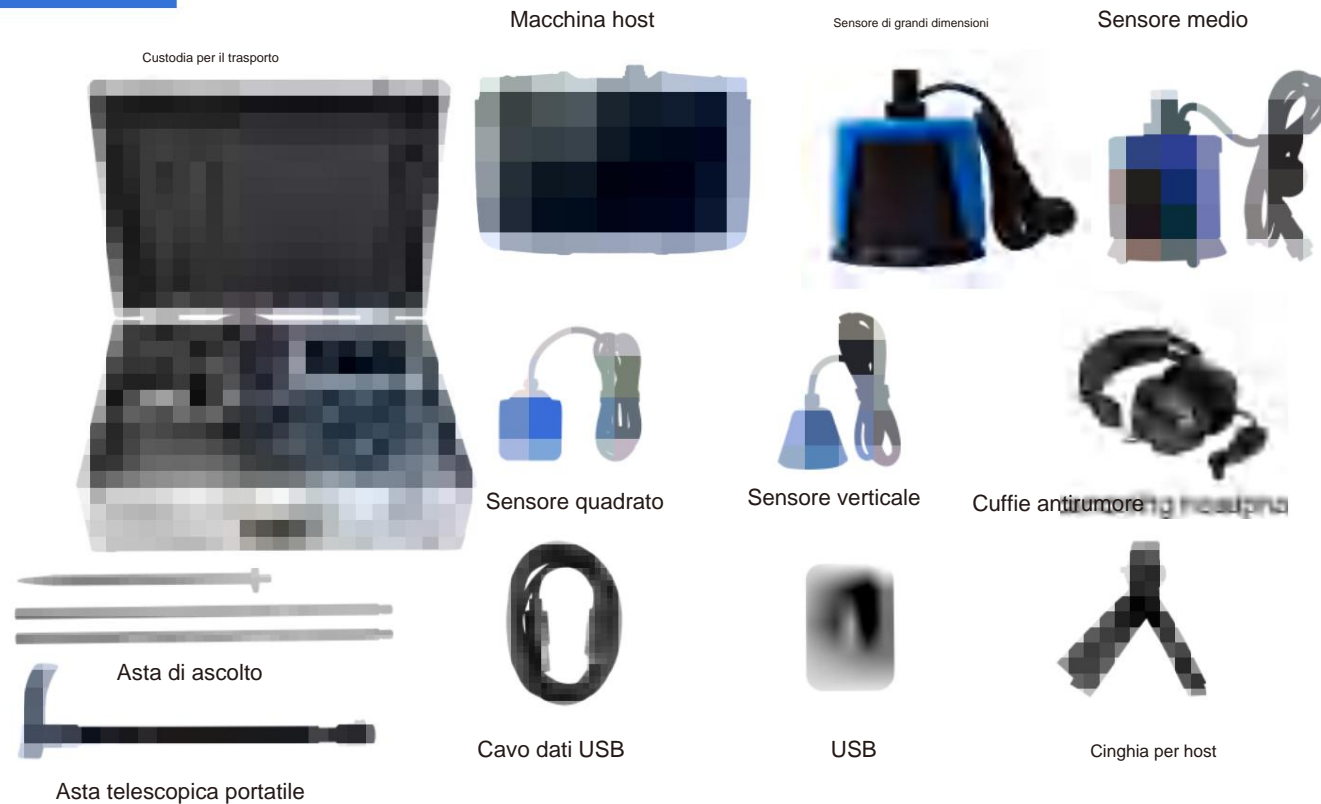 Macchina host
Sensore di grandi dimensioni
Sensore medio
Custodia per il trasporto
Sensore quadrato
Sensore verticale
Cuffie antirumore
Asta di ascolto
Cavo dati USB
USB
Cinghia per host
Asta telescopica portatile